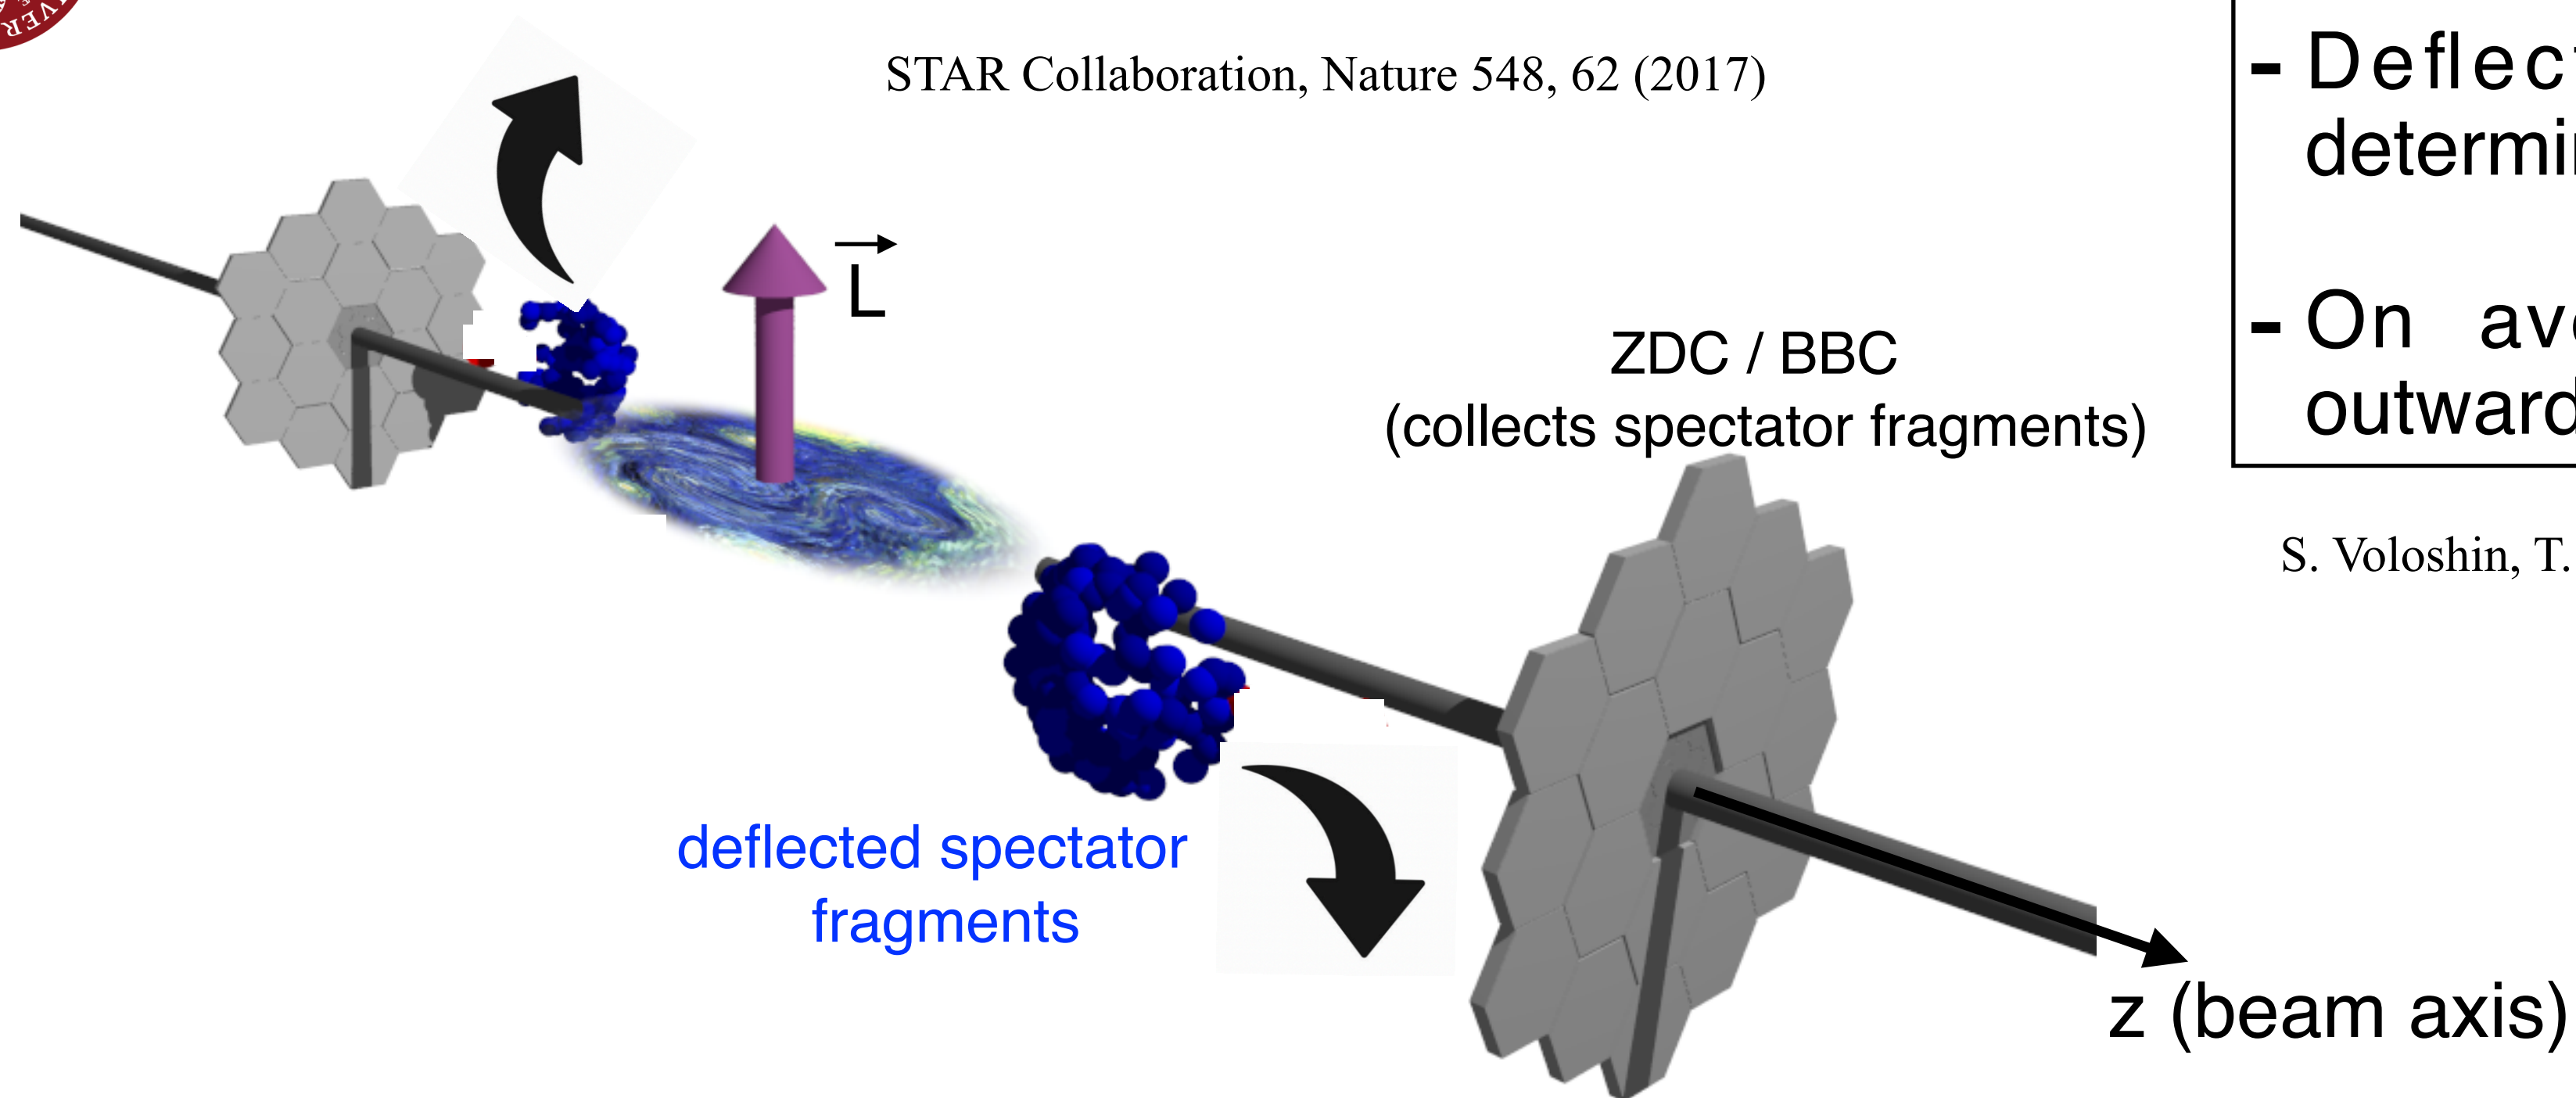 STAR Collaboration, Nature 548, 62 (2017)
L
ZDC / BBC
(collects spectator fragments)
deflected spectator
fragments
z (beam axis)
- Deflec
determin
- On av
outward
S. Voloshin, T.